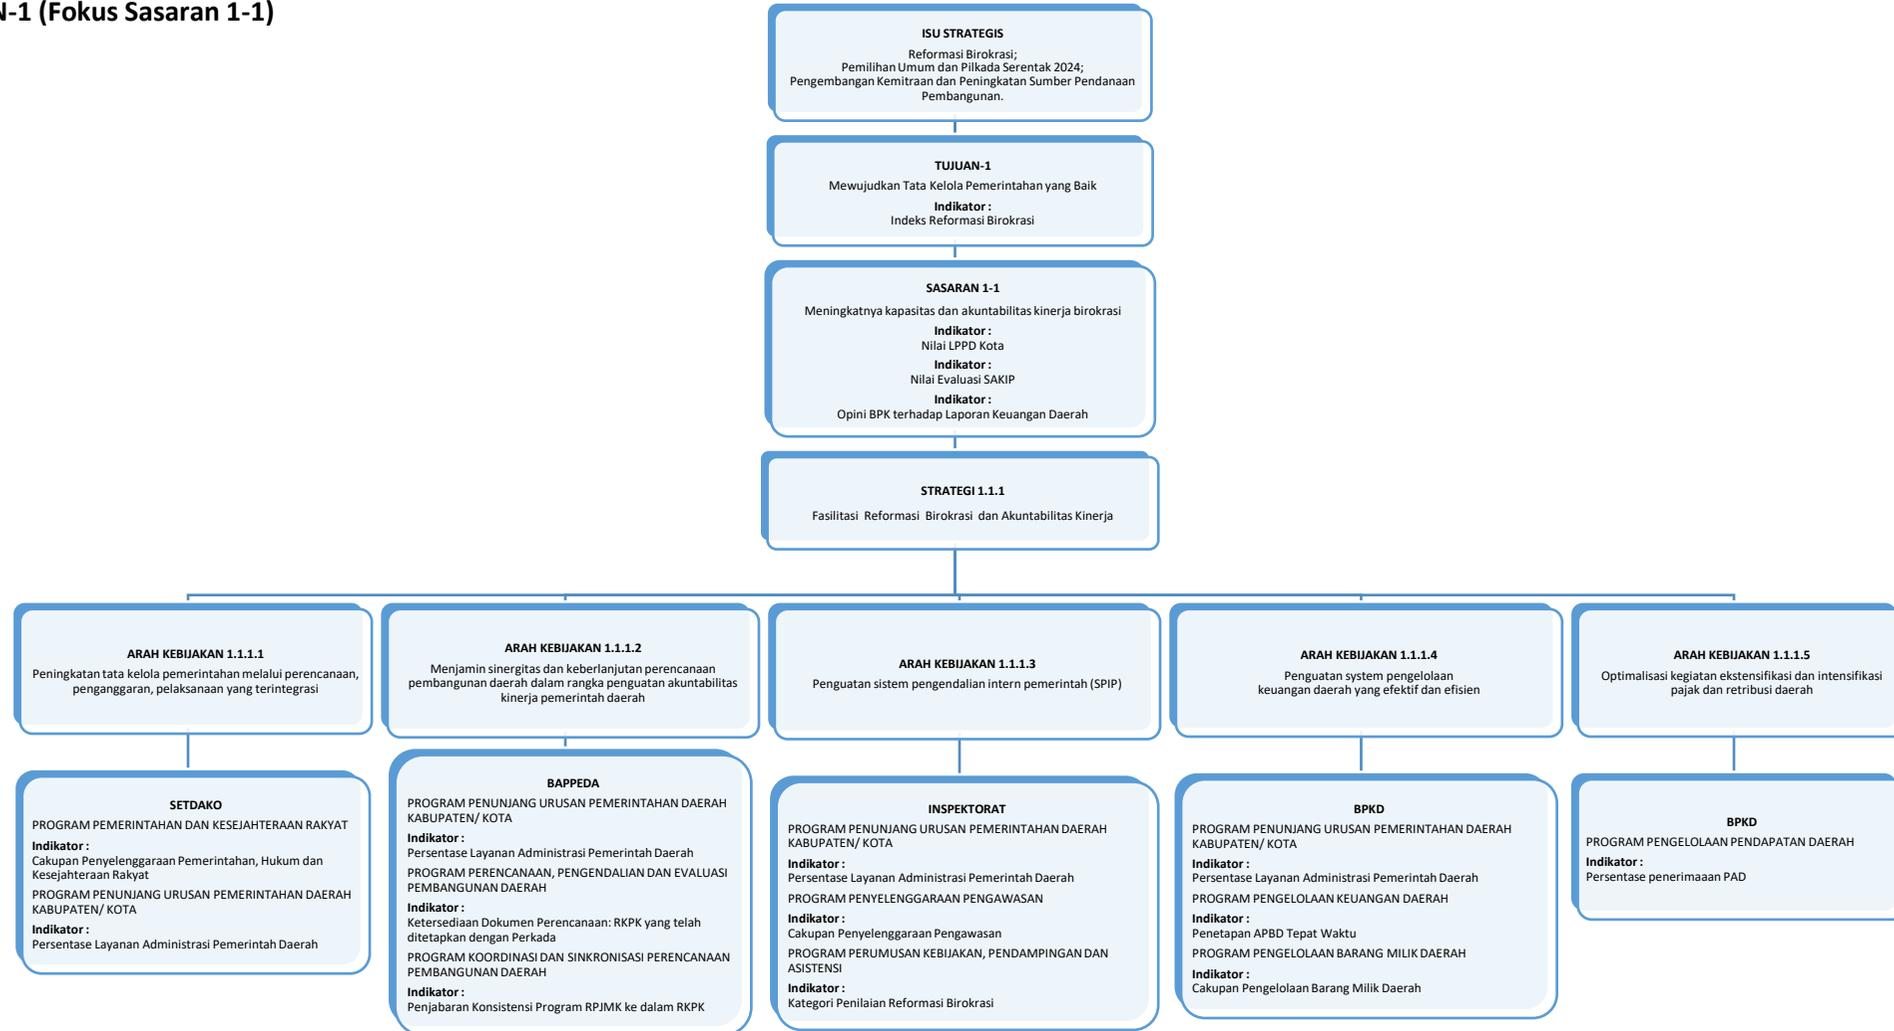 N-1 (Fokus Sasaran 1-1)
ISU STRATEGIS
Reformasi Birokrasi;
Pemilihan Umum dan Pilkada Serentak 2024;
Pengembangan Kemitraan dan Peningkatan Sumber Pendanaan
Pembangunan.
TUJUAN-1
Mewujudkan Tata Kelola Pemerintahan yang Baik
Indikator :
Indeks Reformasi Birokrasi
SASARAN 1-1
Meningkatnya kapasitas dan akuntabilitas kinerja birokrasi
Indikator :
Nilai LPPD Kota
Indikator :
Nilai Evaluasi SAKIP
Indikator :
Opini BPK terhadap Laporan Keuangan Daerah
STRATEGI 1.1.1
Fasilitasi Reformasi Birokrasi dan Akuntabilitas Kinerja
ARAH KEBIJAKAN 1.1.1.1
Peningkatan tata kelola pemerintahan melalui perencanaan,
penganggaran, pelaksanaan yang terintegrasi
ARAH KEBIJAKAN 1.1.1.2
Menjamin sinergitas dan keberlanjutan perencanaan
pembangunan daerah dalam rangka penguatan akuntabilitas
kinerja pemerintah daerah
ARAH KEBIJAKAN 1.1.1.3
Penguatan sistem pengendalian intern pemerintah (SPIP)
ARAH KEBIJAKAN 1.1.1.4
Penguatan system pengelolaan
keuangan daerah yang efektif dan efisien
ARAH KEBIJAKAN 1.1.1.5
Optimalisasi kegiatan ekstensifikasi dan intensifikasi
pajak dan retribusi daerah
SETDAKO
PROGRAM PEMERINTAHAN DAN KESEJAHTERAAN RAKYAT
Indikator :
Cakupan Penyelenggaraan Pemerintahan, Hukum dan
Kesejahteraan Rakyat
PROGRAM PENUNJANG URUSAN PEMERINTAHAN DAERAH
KABUPATEN/ KOTA
Indikator :
Persentase Layanan Administrasi Pemerintah Daerah
BAPPEDA
PROGRAM PENUNJANG URUSAN PEMERINTAHAN DAERAH
KABUPATEN/ KOTA
Indikator :
Persentase Layanan Administrasi Pemerintah Daerah
PROGRAM PERENCANAAN, PENGENDALIAN DAN EVALUASI
PEMBANGUNAN DAERAH
Indikator :
Ketersediaan Dokumen Perencanaan: RKPK yang telah
ditetapkan dengan Perkada
PROGRAM KOORDINASI DAN SINKRONISASI PERENCANAAN
PEMBANGUNAN DAERAH
Indikator :
Penjabaran Konsistensi Program RPJMK ke dalam RKPK
INSPEKTORAT
PROGRAM PENUNJANG URUSAN PEMERINTAHAN DAERAH
KABUPATEN/ KOTA
Indikator :
Persentase Layanan Administrasi Pemerintah Daerah
PROGRAM PENYELENGGARAAN PENGAWASAN
Indikator :
Cakupan Penyelenggaraan Pengawasan
PROGRAM PERUMUSAN KEBIJAKAN, PENDAMPINGAN DAN
ASISTENSI
Indikator :
Kategori Penilaian Reformasi Birokrasi
BPKD
PROGRAM PENUNJANG URUSAN PEMERINTAHAN DAERAH
KABUPATEN/ KOTA
Indikator :
Persentase Layanan Administrasi Pemerintah Daerah
PROGRAM PENGELOLAAN KEUANGAN DAERAH
Indikator :
Penetapan APBD Tepat Waktu
PROGRAM PENGELOLAAN BARANG MILIK DAERAH
Indikator :
Cakupan Pengelolaan Barang Milik Daerah
BPKD
PROGRAM PENGELOLAAN PENDAPATAN DAERAH
Indikator :
Persentase penerimaaan PAD